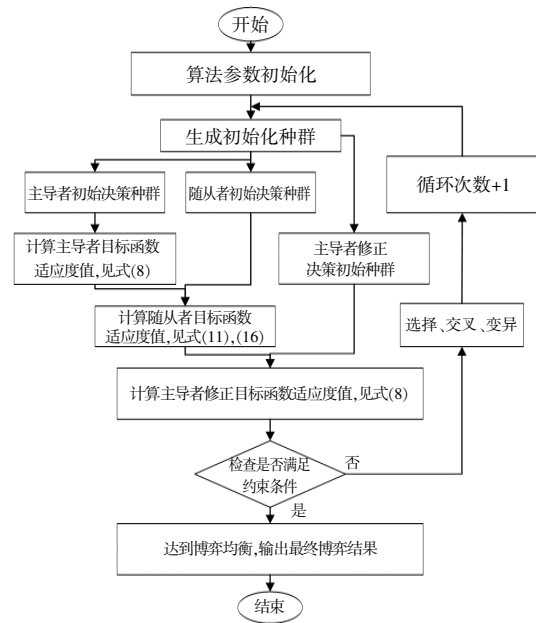 开始
算法参数初始化
生成初始化种群
主导者初始决策种群
随从者初始决策种群
循环次数+1
计算主导者目标函数
适应度值,见式(8)
主导者修正
决策初始种群
计算随从者目标函数
适应度值,见式(11),(16)
选择、交叉、变异
计算主导者修正目标函数适应度值,见式(8)
检查是否满足
约束条件
否
是
达到博弈均衡,输出最终博弈结果
结束